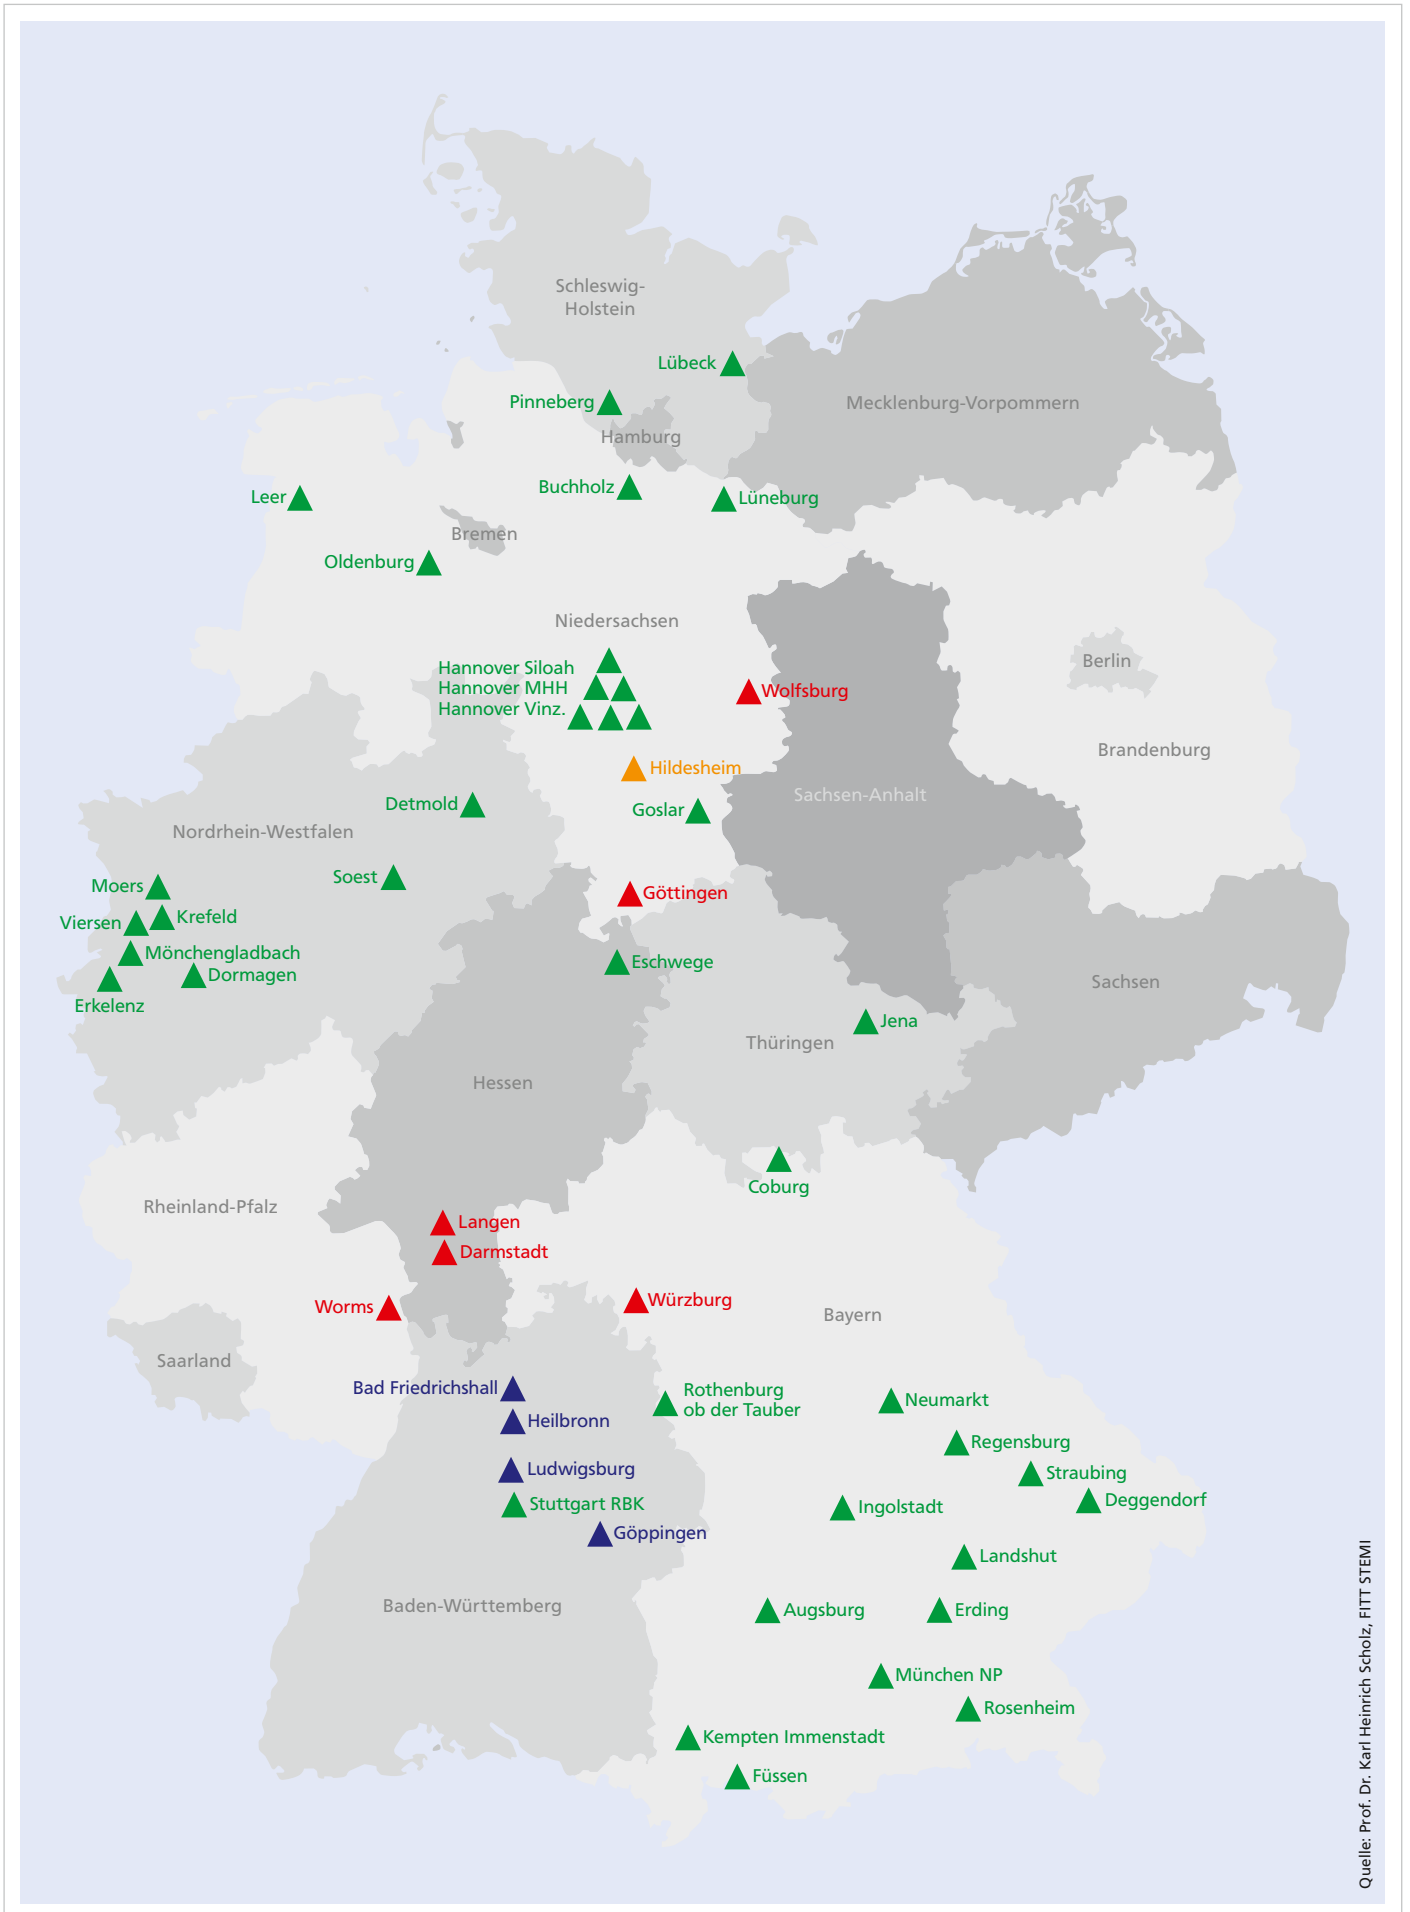 Schleswig-
Holstein
Lübeck
Pinneberg
Mecklenburg-Vorpommern
Hamburg
Buchholz
Leer
Lüneburg
Bremen
Oldenburg
Niedersachsen
Hannover Siloah
Hannover MHH
Hannover Vinz.
Berlin
Wolfsburg
Brandenburg
Hildesheim
Sachsen-Anhalt
Detmold
Goslar
Nordrhein-Westfalen
Soest
Moers
Göttingen
Krefeld
Viersen
Mönchengladbach
Eschwege
Dormagen
Sachsen
Erkelenz
Jena
Thüringen
Hessen
Coburg
Rheinland-Pfalz
Langen
Darmstadt
Würzburg
Worms
Bayern
Saarland
Bad Friedrichshall
Rothenburg
ob der Tauber
Neumarkt
Heilbronn
Regensburg
Ludwigsburg
Straubing
Deggendorf
Stuttgart RBK
Ingolstadt
Göppingen
Landshut
Baden-Württemberg
Augsburg
Erding
München NP
Rosenheim
Kempten Immenstadt
Füssen
Quelle: Prof. Dr. Karl Heinrich Scholz, FITT STEMI